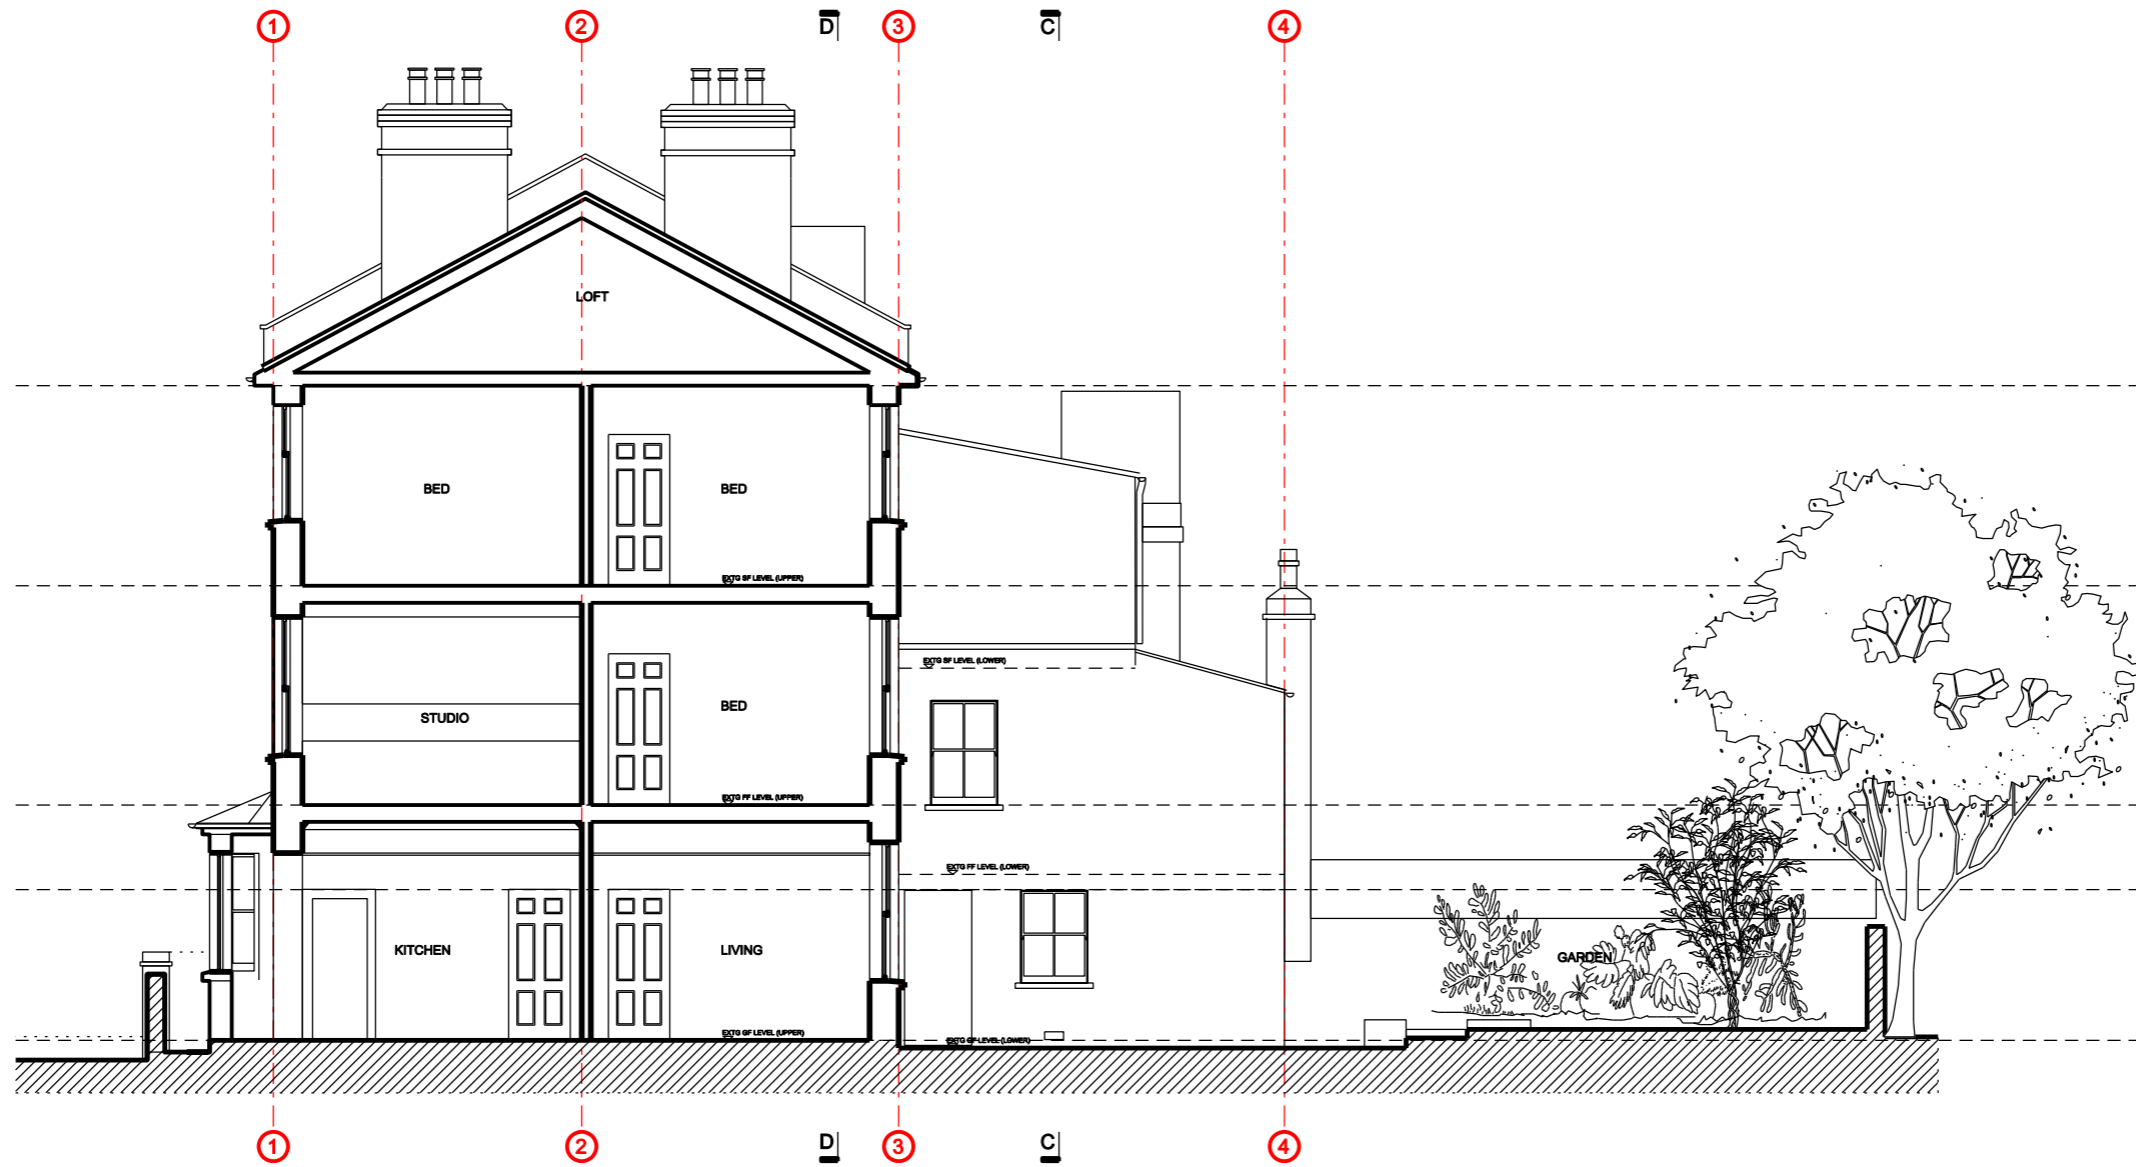 1 2 D 3 C 4
LOFT
BED BED
EXTG SF LEVEL (UPPER)
EXTG SF LEVEL (LOWER)
STUDIO BED
EXTG FF LEVEL (UPPER)
EXTG FF LEVEL (LOWER)
KITCHEN LIVING GARDEN
EXTG GF LEVEL (UPPER)
EXTG GF LEVEL (LOWER)
1 2 D 3 C 4